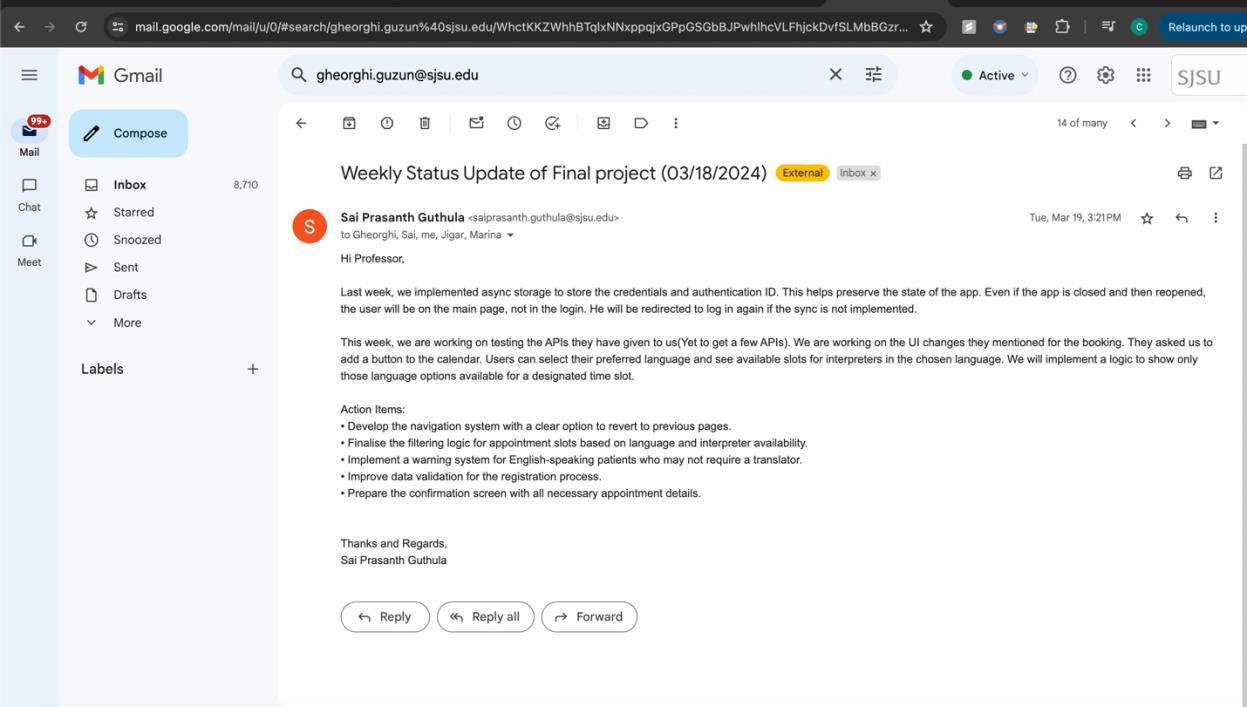 mail.google.com/mail/u/0/#search/gheorghi.guzun%40sjsu.edu/WhctKKZWhhBTqlxNNxppqjxGPpGSGbBJPwhlhcVLFhjckDvfSLMbBGzr...
C
Relaunch to up
Gmail
gheorghi.guzun@sjsu.edu
Active
SJSU
99+
Mail
Compose
14 of many
Chat
Meet
Inbox 8,710
Starred
Snoozed
Sent
Drafts
More
Labels
Weekly Status Update of Final project (03/18/2024) External Inbox x
S
Sai Prasanth Guthula <saiprasanth.guthula@sjsu.edu> Tue, Mar 19, 3:21 PM
to Gheorghi, Sai, me, Jigar, Marina
Hi Professor,
Last week, we implemented async storage to store the credentials and authentication ID. This helps preserve the state of the app. Even if the app is closed and then reopened,
the user will be on the main page, not in the login. He will be redirected to log in again if the sync is not implemented.
This week, we are working on testing the APIs they have given to us(Yet to get a few APIs). We are working on the UI changes they mentioned for the booking. They asked us to
add a button to the calendar. Users can select their preferred language and see available slots for interpreters in the chosen language. We will implement a logic to show only
those language options available for a designated time slot.
Action Items:
• Develop the navigation system with a clear option to revert to previous pages.
• Finalise the filtering logic for appointment slots based on language and interpreter availability.
• Implement a warning system for English-speaking patients who may not require a translator.
• Improve data validation for the registration process.
• Prepare the confirmation screen with all necessary appointment details.
Thanks and Regards,
Sai Prasanth Guthula
Reply
Reply all
Forward